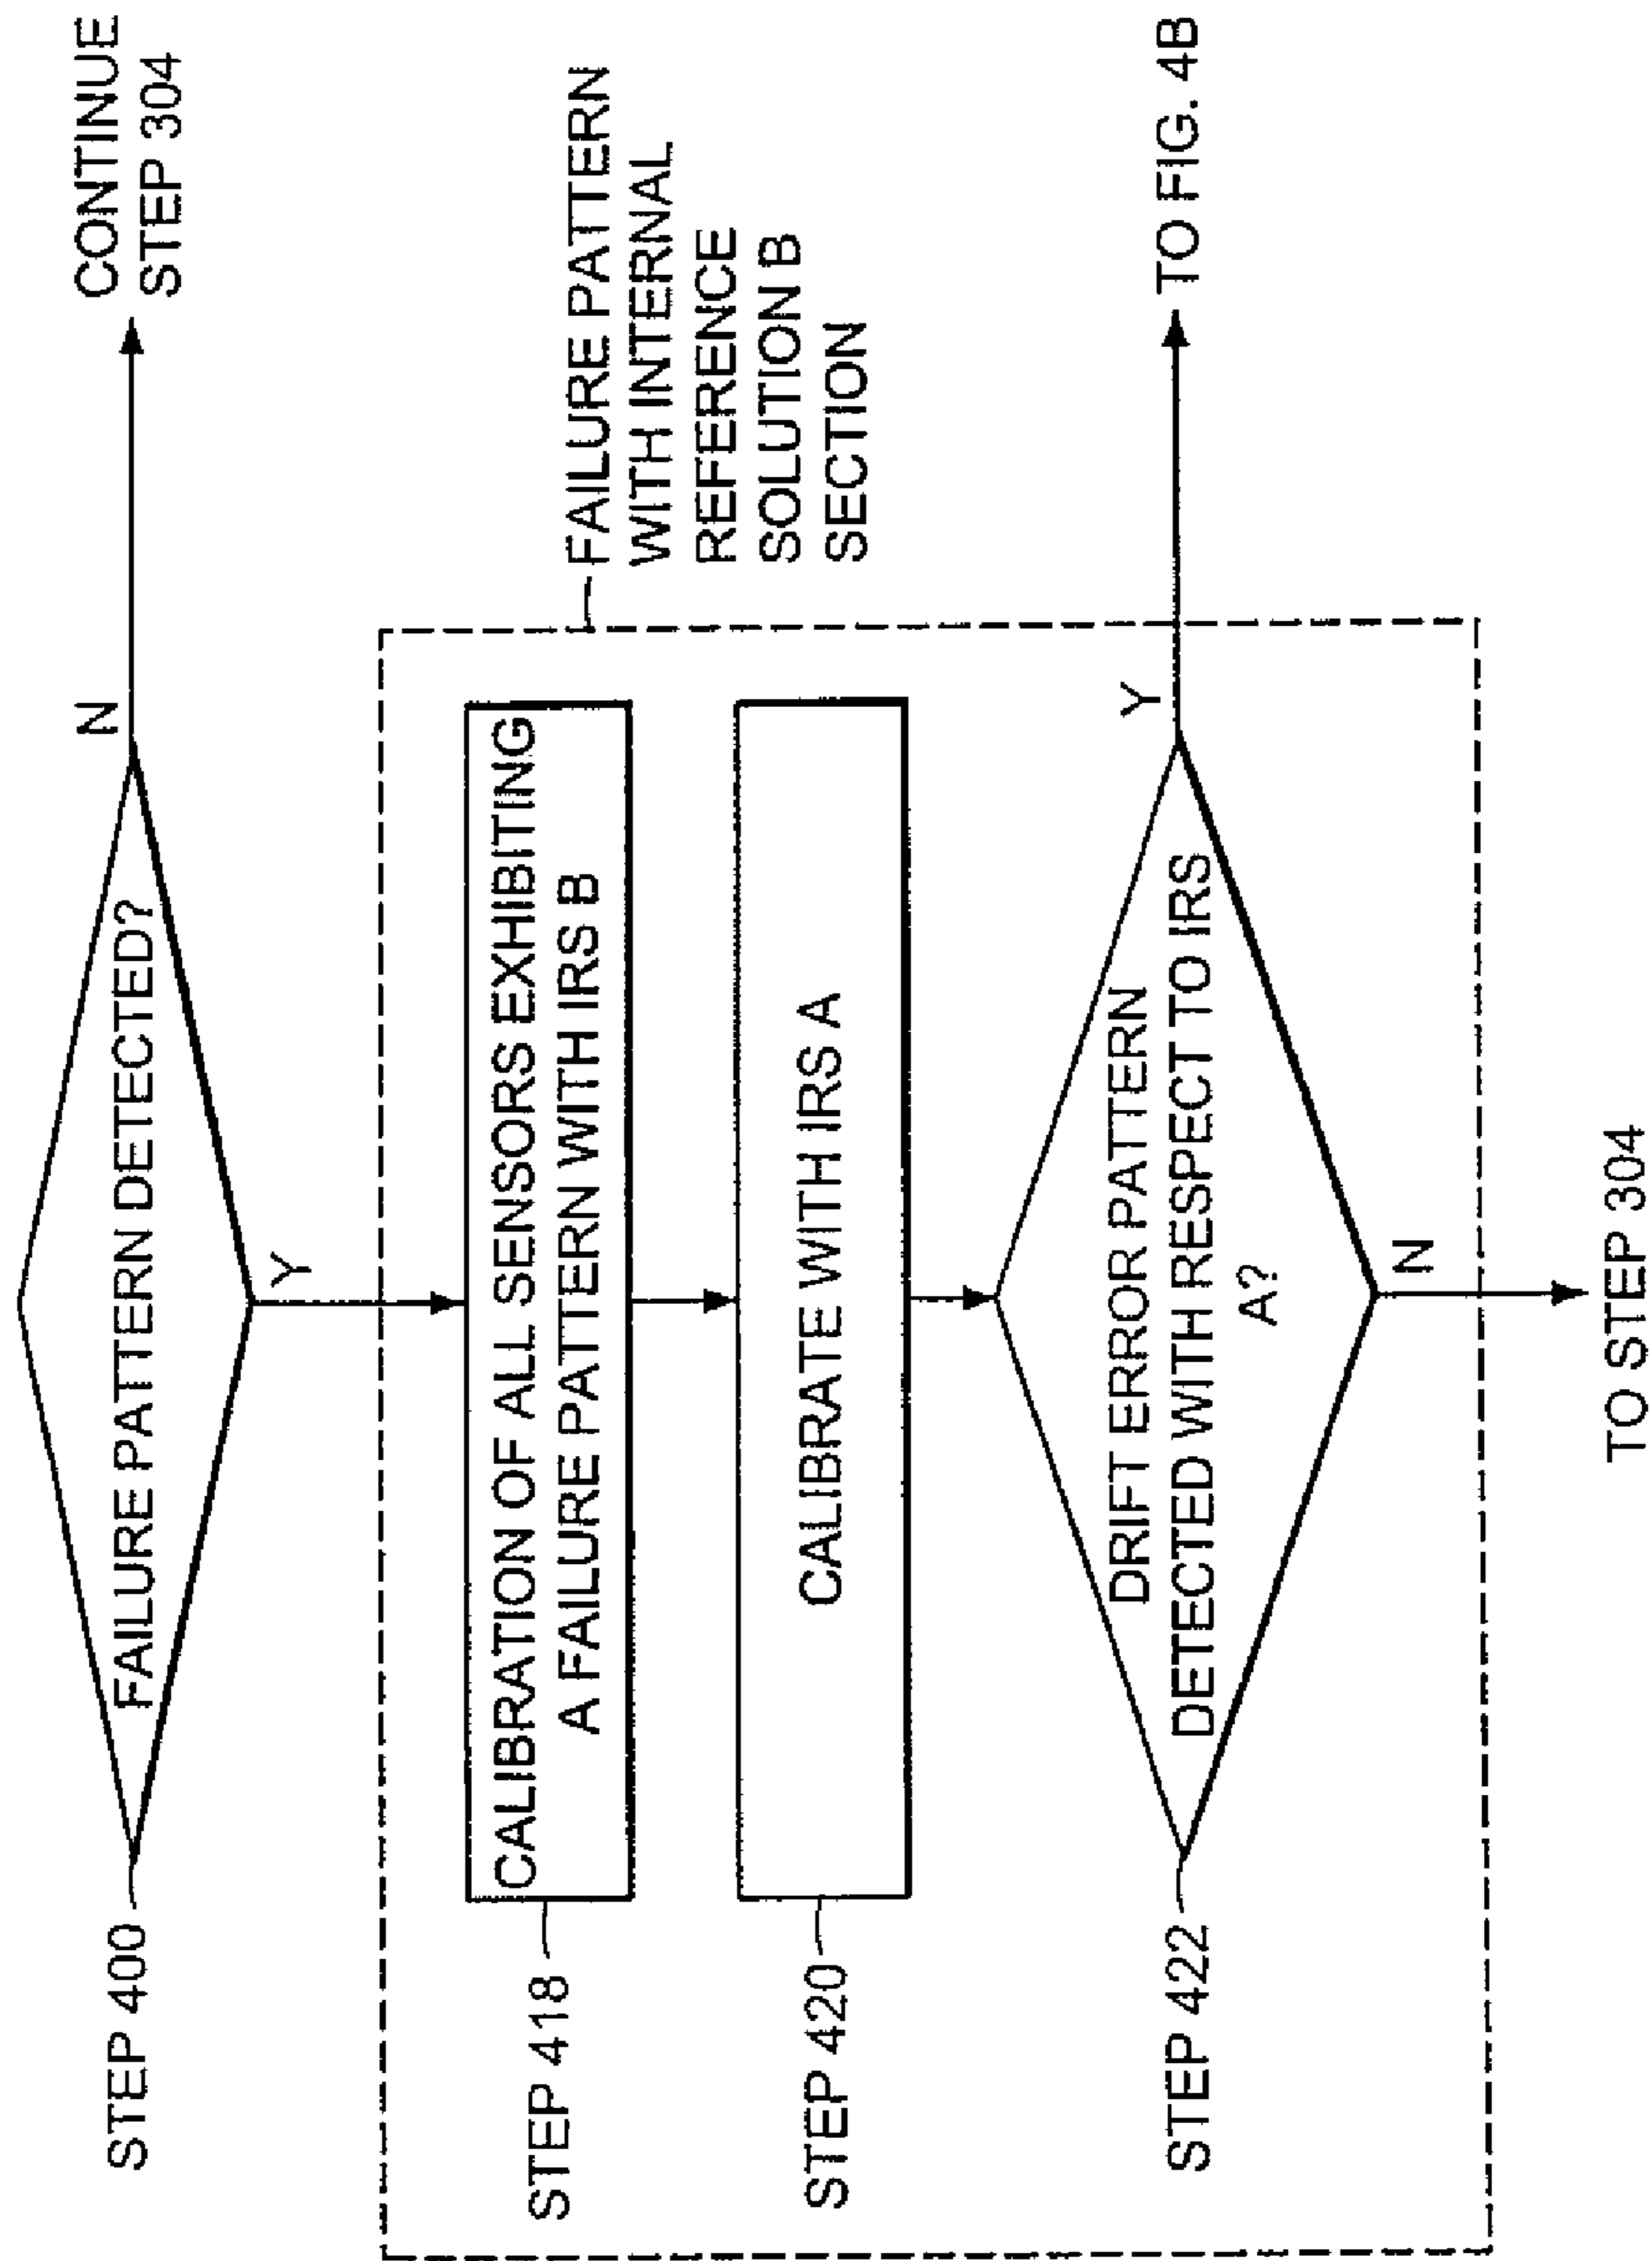 STEP 400
FAILURE PATTERN DETECTED?
N
CONTINUE
STEP 304
Y
FAILURE PATTERN
WITH INTERNAL
REFERENCE
SOLUTION B
SECTION
STEP 418
CALIBRATION OF ALL SENSORS EXHIBITING
A FAILURE PATTERN WITH IRS B
STEP 420
CALIBRATE WITH IRS A
STEP 422
DRIFT ERROR PATTERN
DETECTED WITH RESPECT TO IRS
A?
Y
TO FIG. 4B
N
TO STEP 304